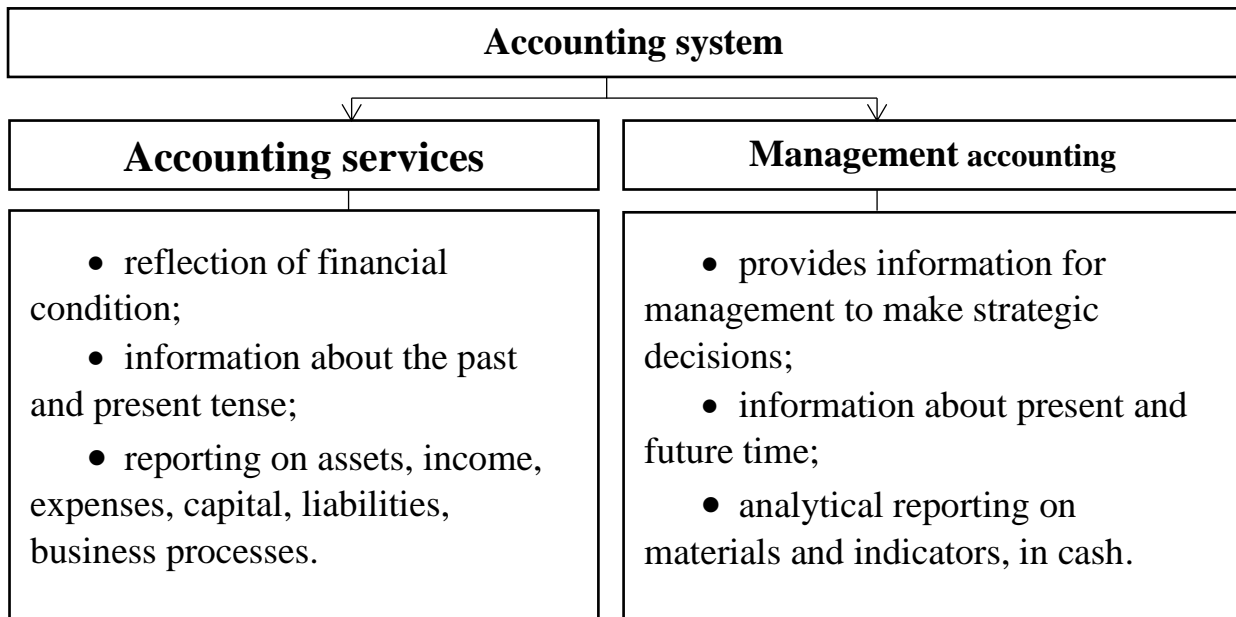 Accounting system
Accounting services
Management accounting
• reflection of financial
condition;
• information about the past
and present tense;
• reporting on assets, income,
expenses, capital, liabilities,
business processes.
• provides information for
management to make strategic
decisions;
• information about present and
future time;
• analytical reporting on
materials and indicators, in cash.